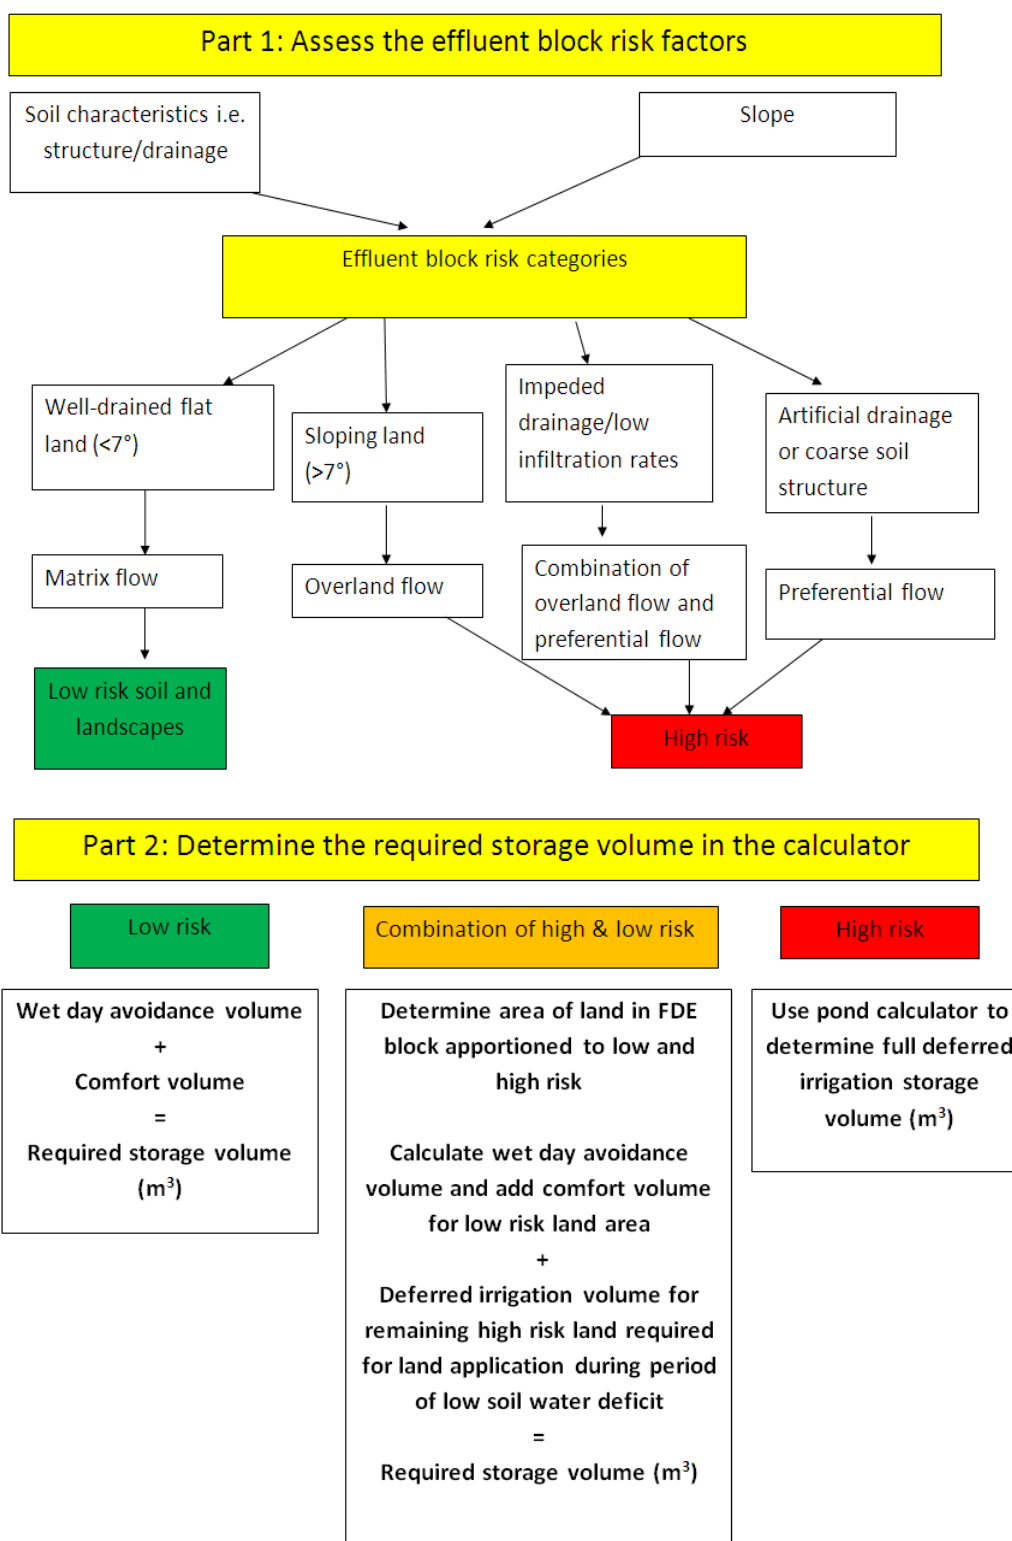 Part 1: Assess the effluent block risk factors
Soil characteristics i.e.
structure/drainage
Slope
Effluent block risk categories
Well-drained flat
land (<7°)
Sloping land
(>7°)
Impeded
drainage/low
infiltration rates
Artificial drainage
or coarse soil
structure
Matrix flow
Overland flow
Combination of
overland flow and
preferential flow
Preferential flow
Low risk soil and
landscapes
High risk
Part 2: Determine the required storage volume in the calculator
Low risk
Combination of high & low risk
High risk
Wet day avoidance volume
+
Comfort volume
=
Required storage volume
(m³)
Determine area of land in FDE
block apportioned to low and
high risk
Calculate wet day avoidance
volume and add comfort volume
for low risk land area
+
Deferred irrigation volume for
remaining high risk land required
for land application during period
of low soil water deficit
=
Required storage volume (m³)
Use pond calculator to
determine full deferred
irrigation storage
volume (m³)